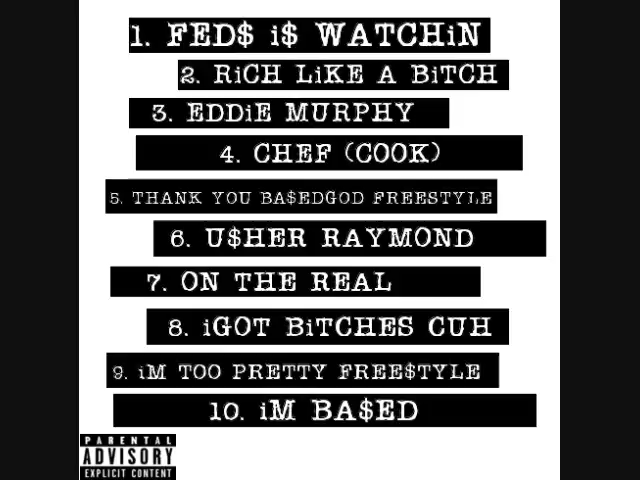 1. FED$ i$ WATCHiN
2. RiCH LiKE A BiTCH
3. EDDiE MURPHY
4. CHEF (COOK)
5. THANK YOU BA$EDGOD FREESTYLE
6. U$HER RAYMOND
7. ON THE REAL
8. iGOT BiTCHES CUH
9. iM TOO PRETTY FREE$TYLE
10. iM BA$ED
PARENTAL
ADVISORY
EXPLICIT CONTENT